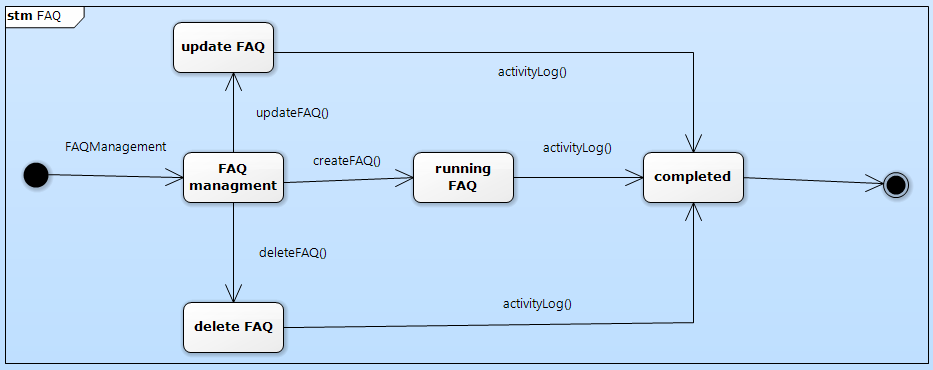 stm FAQ
update FAQ
activityLog()
updateFAQ()
FAQManagement
FAQ
managment
createFAQ()
running
FAQ
activityLog()
completed
deleteFAQ()
delete FAQ
activityLog()